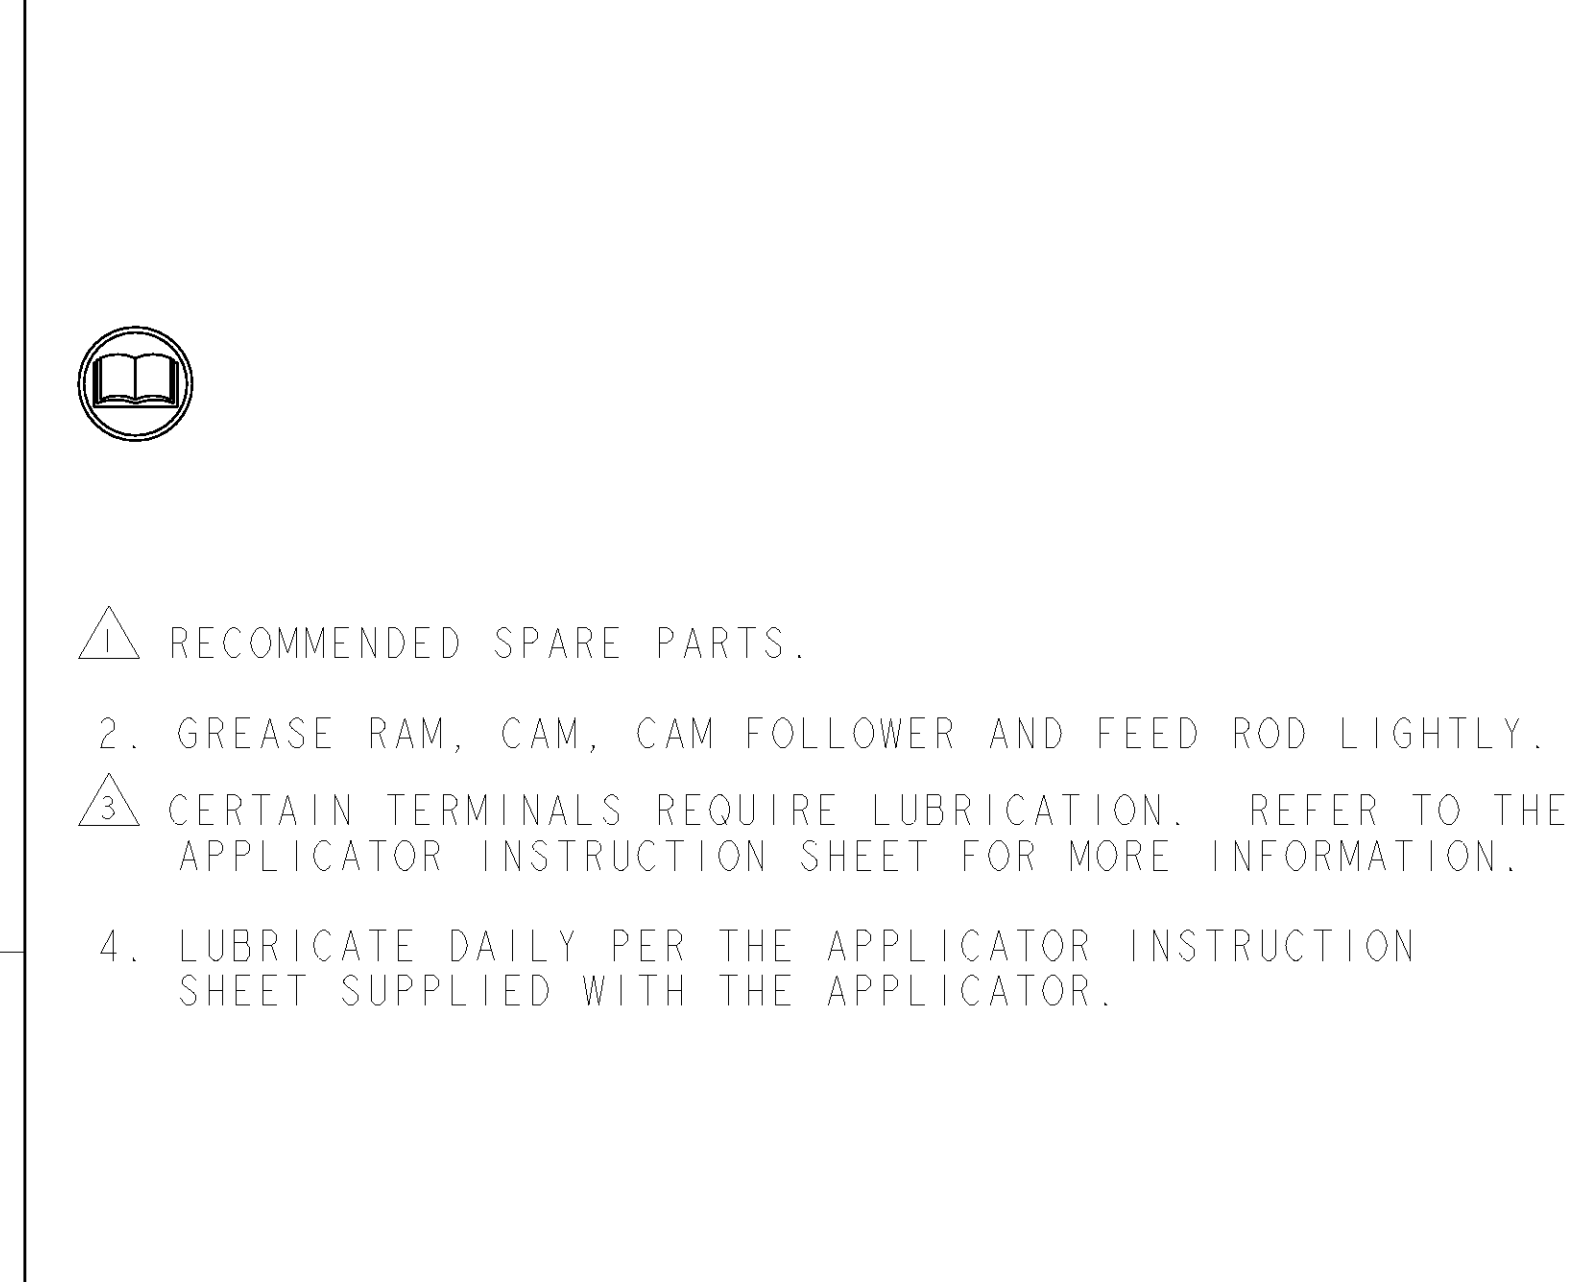 1 RECOMMENDED SPARE PARTS.
2. GREASE RAM, CAM, CAM FOLLOWER AND FEED ROD LIGHTLY.
3 CERTAIN TERMINALS REQUIRE LUBRICATION. REFER TO THE
APPLICATOR INSTRUCTION SHEET FOR MORE INFORMATION.
4. LUBRICATE DAILY PER THE APPLICATOR INSTRUCTION
SHEET SUPPLIED WITH THE APPLICATOR.